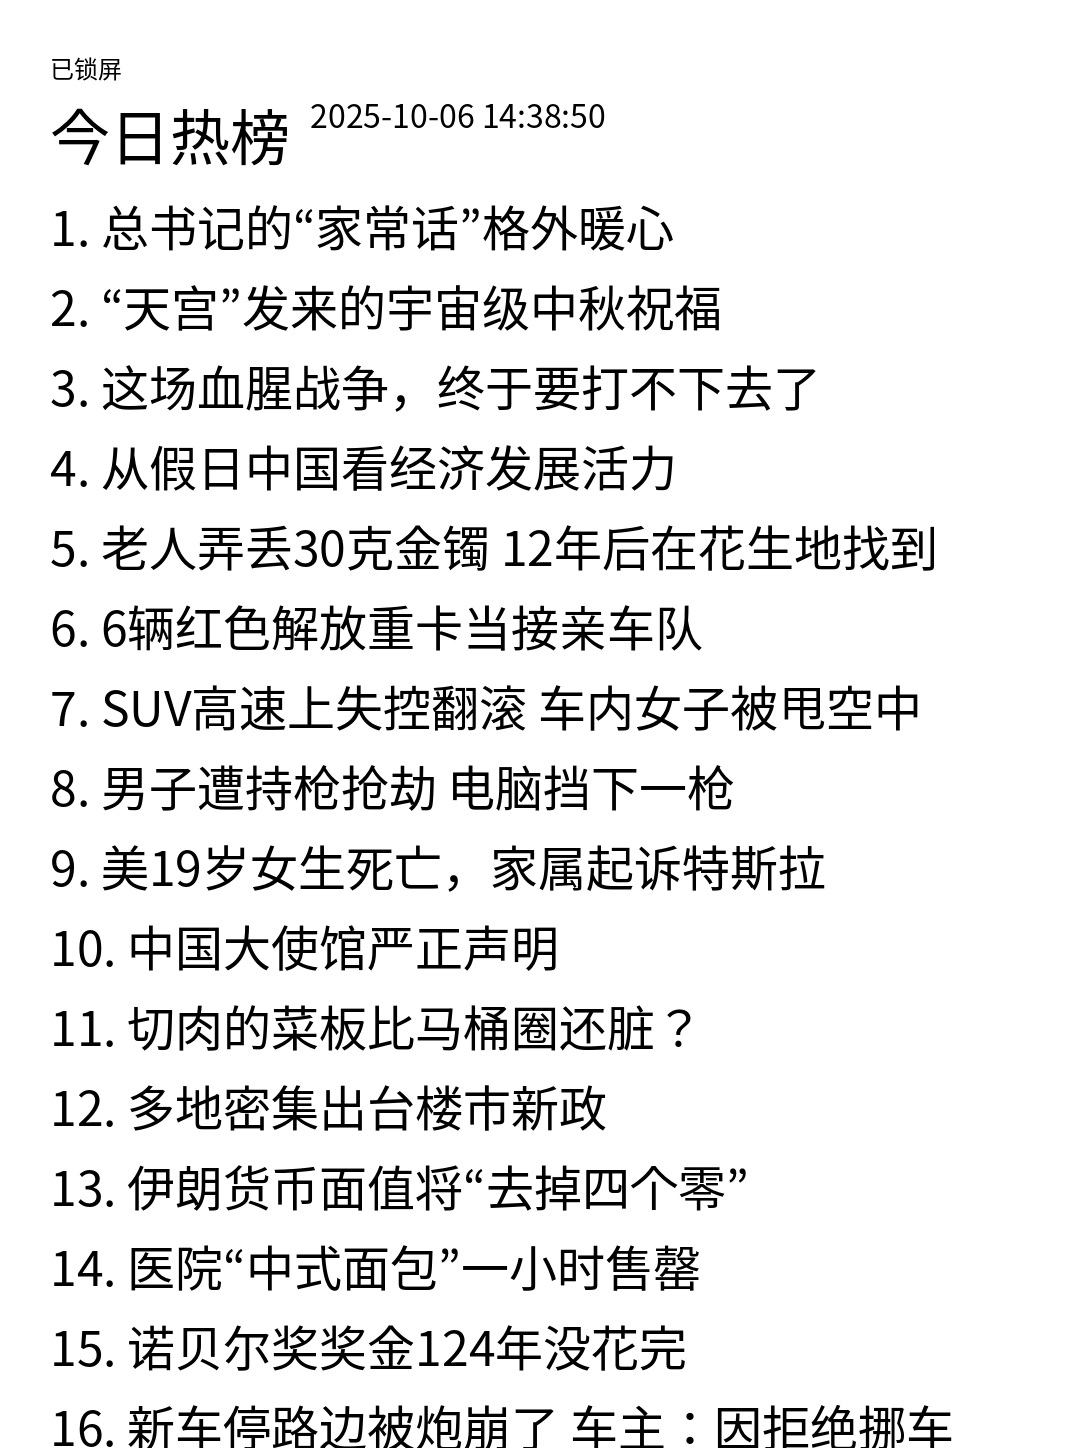 已锁屏
今日热榜 2025-10-06 14:38:50
1. 总书记的“家常话”格外暖心
2. “天宫”发来的宇宙级中秋祝福
3. 这场血腥战争，终于要打不下去了
4. 从假日中国看经济发展活力
5. 老人弄丢30克金镯 12年后在花生地找到
6. 6辆红色解放重卡当接亲车队
7. SUV高速上失控翻滚 车内女子被甩空中
8. 男子遭持枪抢劫 电脑挡下一枪
9. 美19岁女生死亡，家属起诉特斯拉
10. 中国大使馆严正声明
11. 切肉的菜板比马桶圈还脏？
12. 多地密集出台楼市新政
13. 伊朗货币面值将“去掉四个零”
14. 医院“中式面包”一小时售罄
15. 诺贝尔奖奖金124年没花完
16. 新车停路边被炮崩了 车主：因拒绝挪车